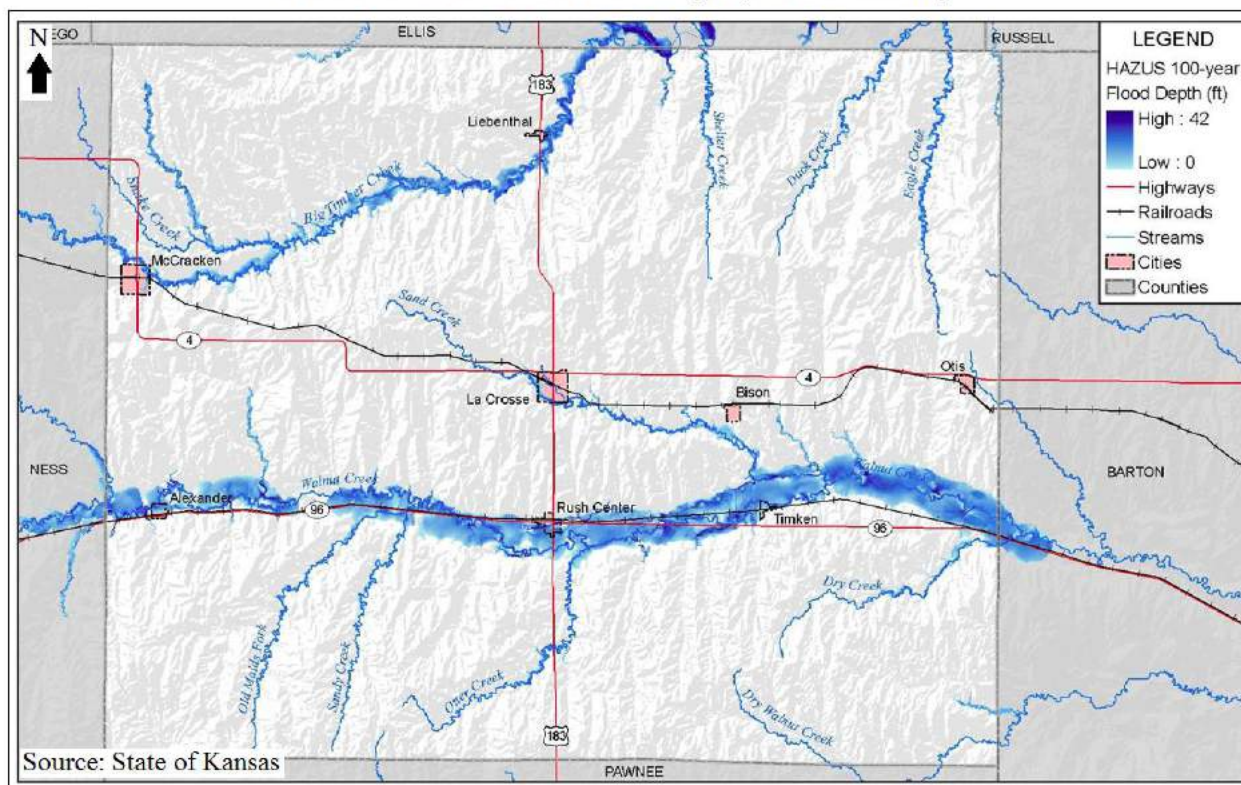 N
EGO
ELLIS
RUSSELL
LEGEND
HAZUS 100-year
Flood Depth (ft)
High : 42
Low : 0
Highways
Railroads
Streams
Cities
Counties
183
Liebenthal
Shelter Creek
Duck Creek
Eagle Creek
Big Timber Creek
Smoke Creek
McCracken
Sand Creek
4
4
Otis
Bison
La Crosse
NESS
BARTON
Alexander
Walnut Creek
Walnut
96
Rush Center
Timken
96
Dry Creek
Old Maids Fork
Sandy Creek
Otter Creek
Dry Walnut Creek
183
Source: State of Kansas
PAWNEE